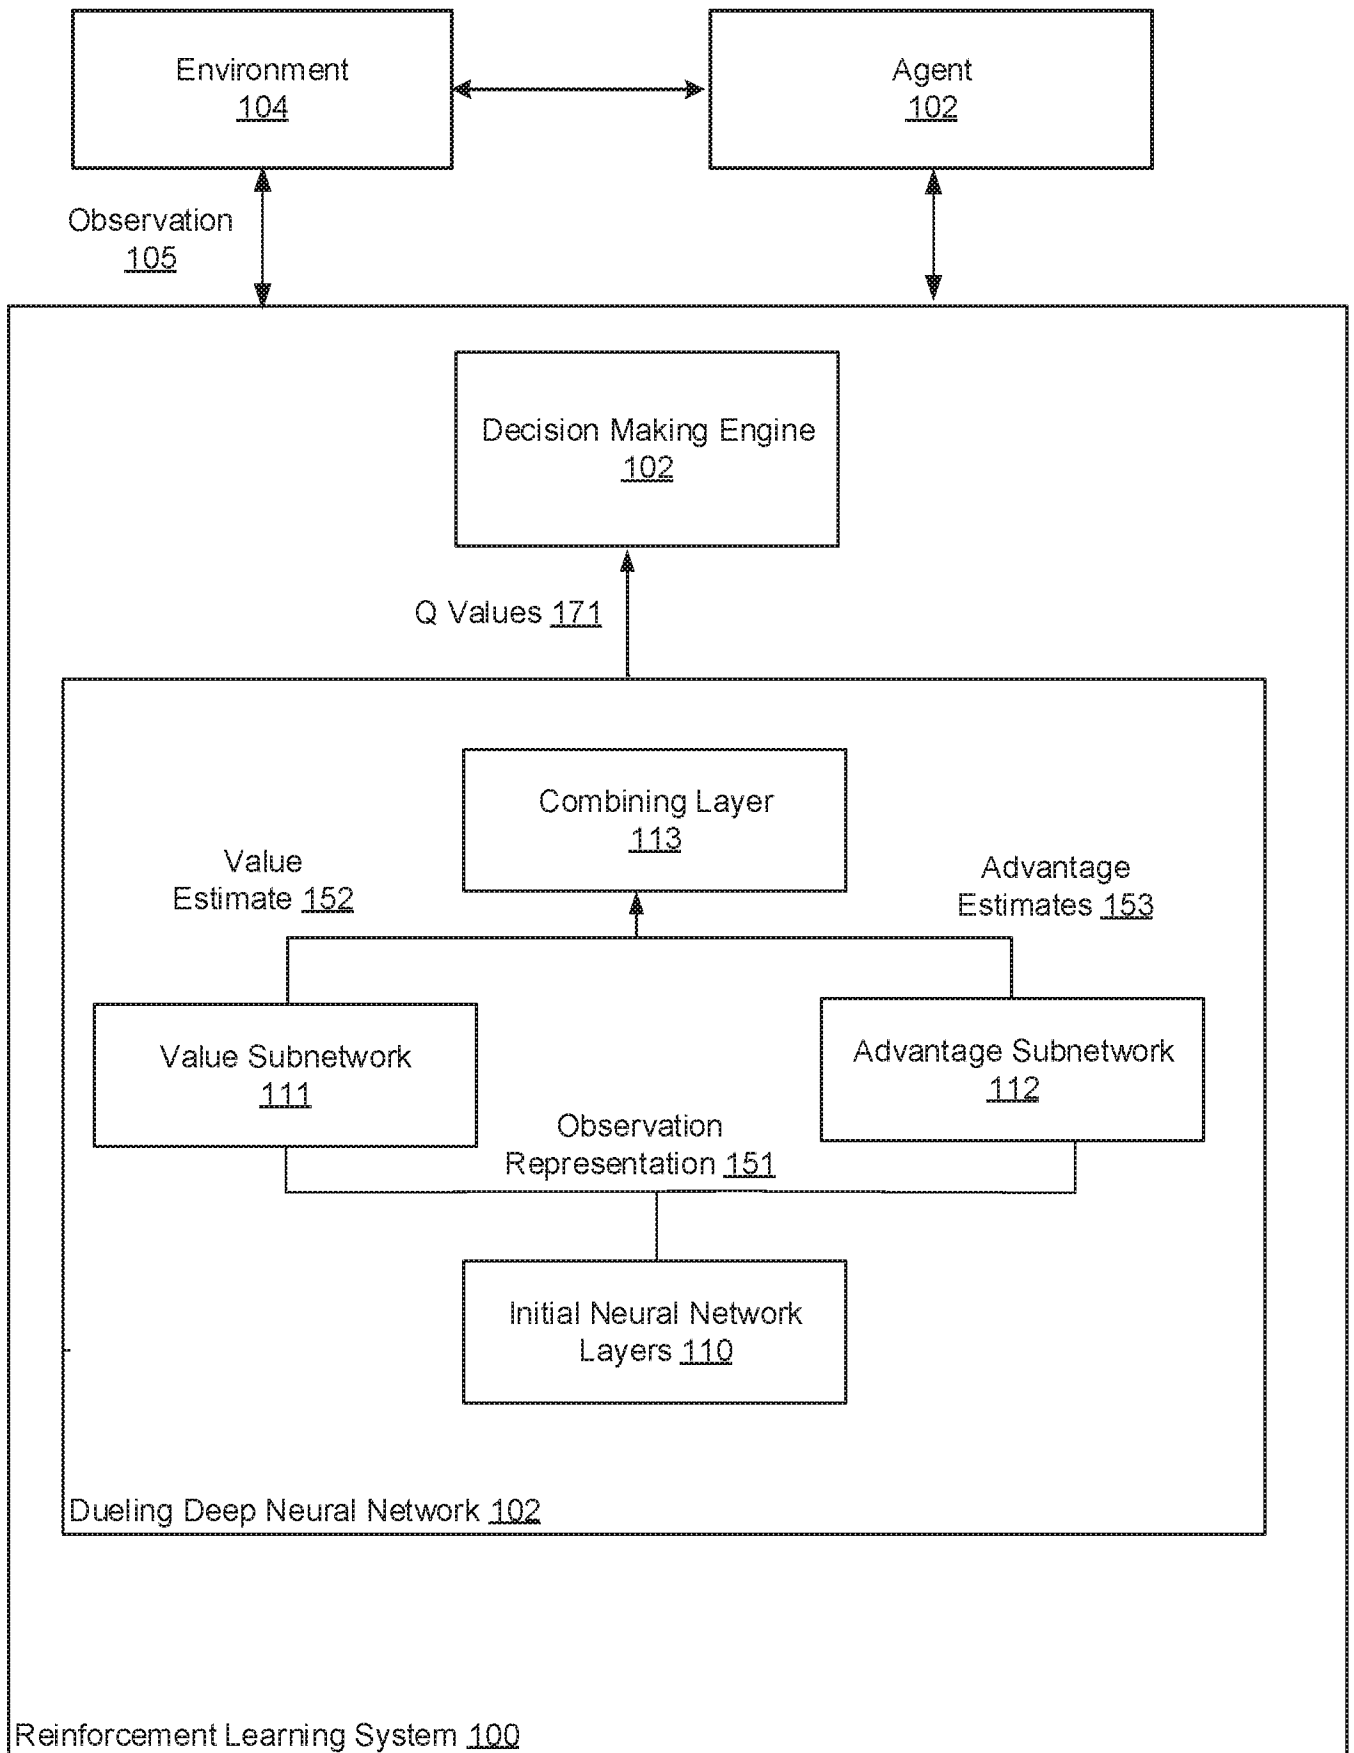 Environment
104
Agent
102
Observation
105
Decision Making Engine
102
Q Values 171
Combining Layer
113
Value
Estimate 152
Advantage
Estimates 153
Value Subnetwork
111
Advantage Subnetwork
112
Observation
Representation 151
Initial Neural Network
Layers 110
Dueling Deep Neural Network 102
Reinforcement Learning System 100